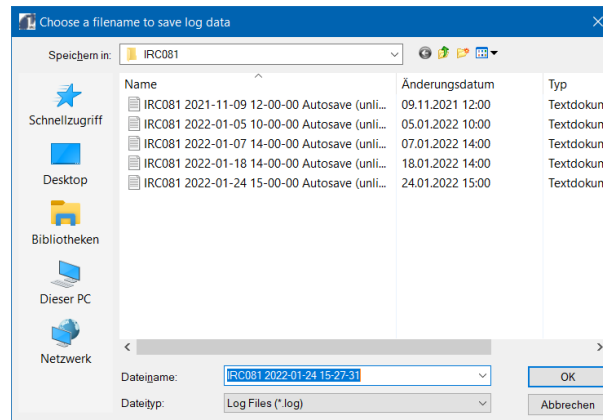 Choose a filename to save log data
Speichern in: IRC081
Name Änderungsdatum Typ
IRC081 2021-11-09 12-00-00 Autosave (unli... 09.11.2021 12:00 Textdokun
IRC081 2022-01-05 10-00-00 Autosave (unli... 05.01.2022 10:00 Textdokun
IRC081 2022-01-07 14-00-00 Autosave (unli... 07.01.2022 14:00 Textdokun
IRC081 2022-01-18 14-00-00 Autosave (unli... 18.01.2022 14:00 Textdokun
IRC081 2022-01-24 15-00-00 Autosave (unli... 24.01.2022 15:00 Textdokun
Schnellzugriff
Desktop
Bibliotheken
Dieser PC
Netzwerk
Dateiname: IRC081 2022-01-24 15-27-31 OK
Dateityp: Log Files (*.log) Abbrechen